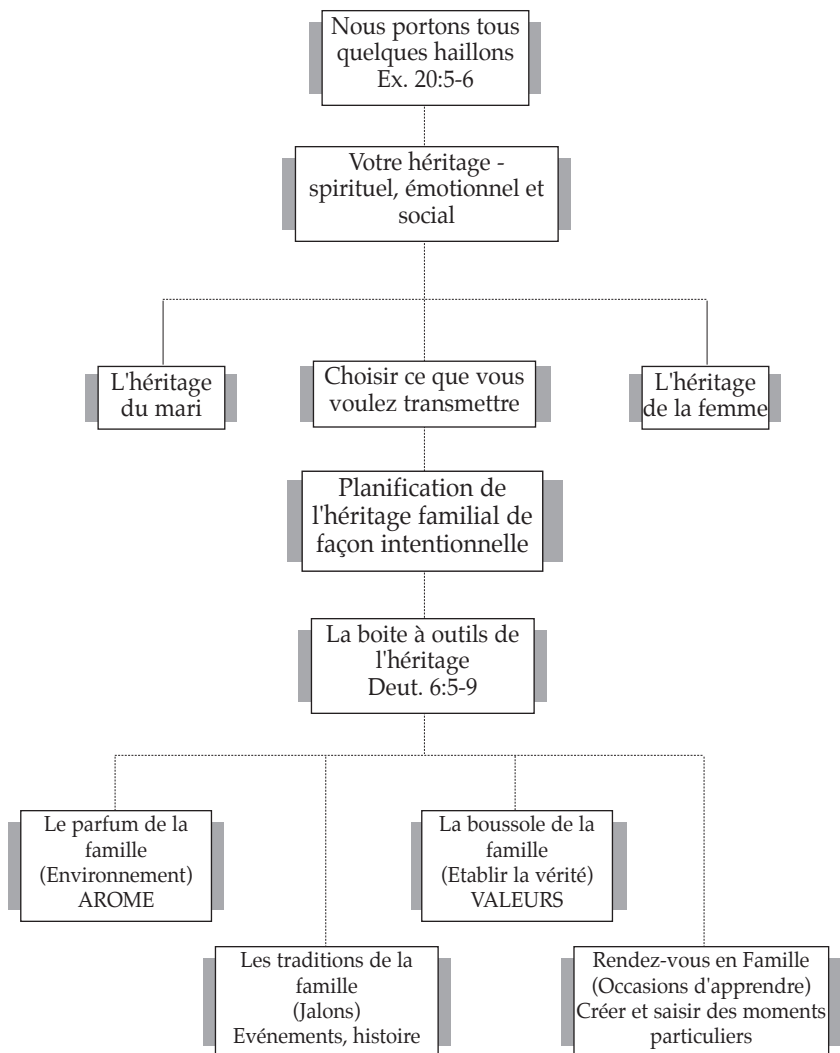 Nous portons tous
quelques haillons
Ex. 20:5-6
Votre héritage -
spirituel, émotionnel et
social
L'héritage
du mari
Choisir ce que vous
voulez transmettre
L'héritage
de la femme
Planification de
l'héritage familial de
façon intentionnelle
La boite à outils de
l'héritage
Deut. 6:5-9
Le parfum de la
famille
(Environnement)
AROME
La boussole de la
famille
(Etablir la vérité)
VALEURS
Les traditions de la
famille
(Jalons)
Evénements, histoire
Rendez-vous en Famille
(Occasions d'apprendre)
Créer et saisir des moments
particuliers